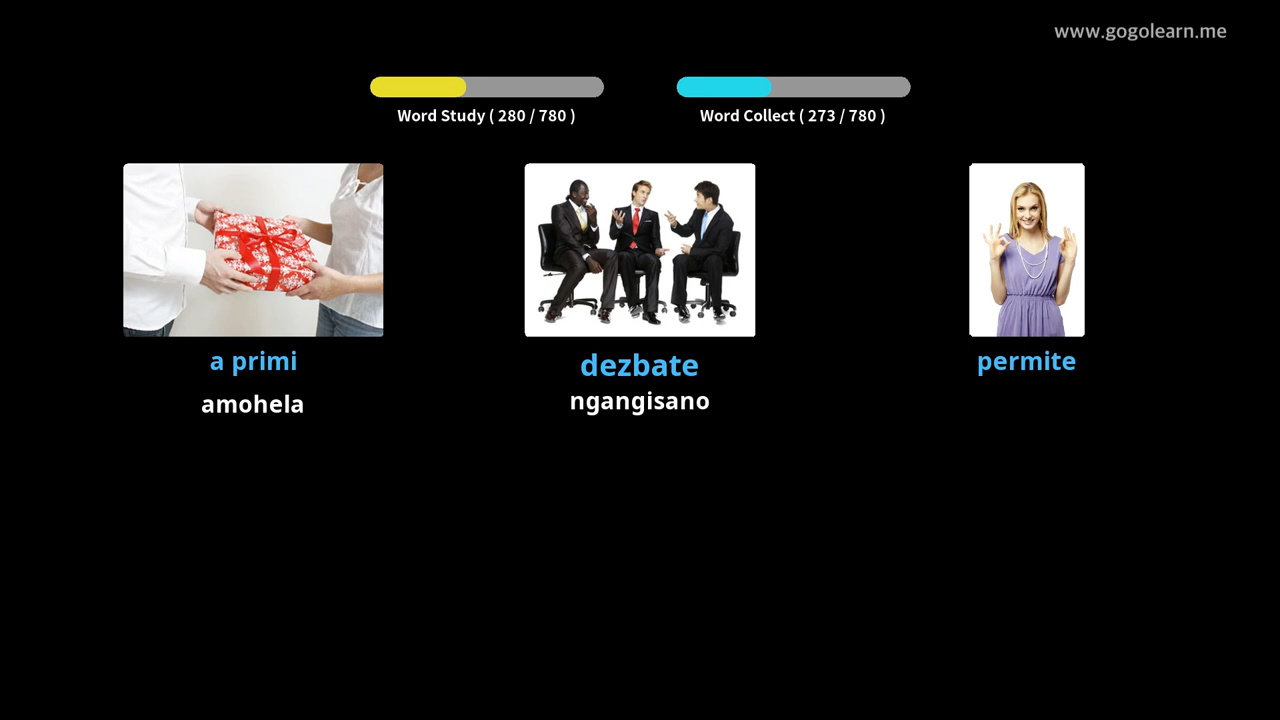 www.gogolearn.me
Word Study ( 280 / 780 )
Word Collect ( 273 / 780 )
a primi
amohela
dezbate
ngangisano
permite